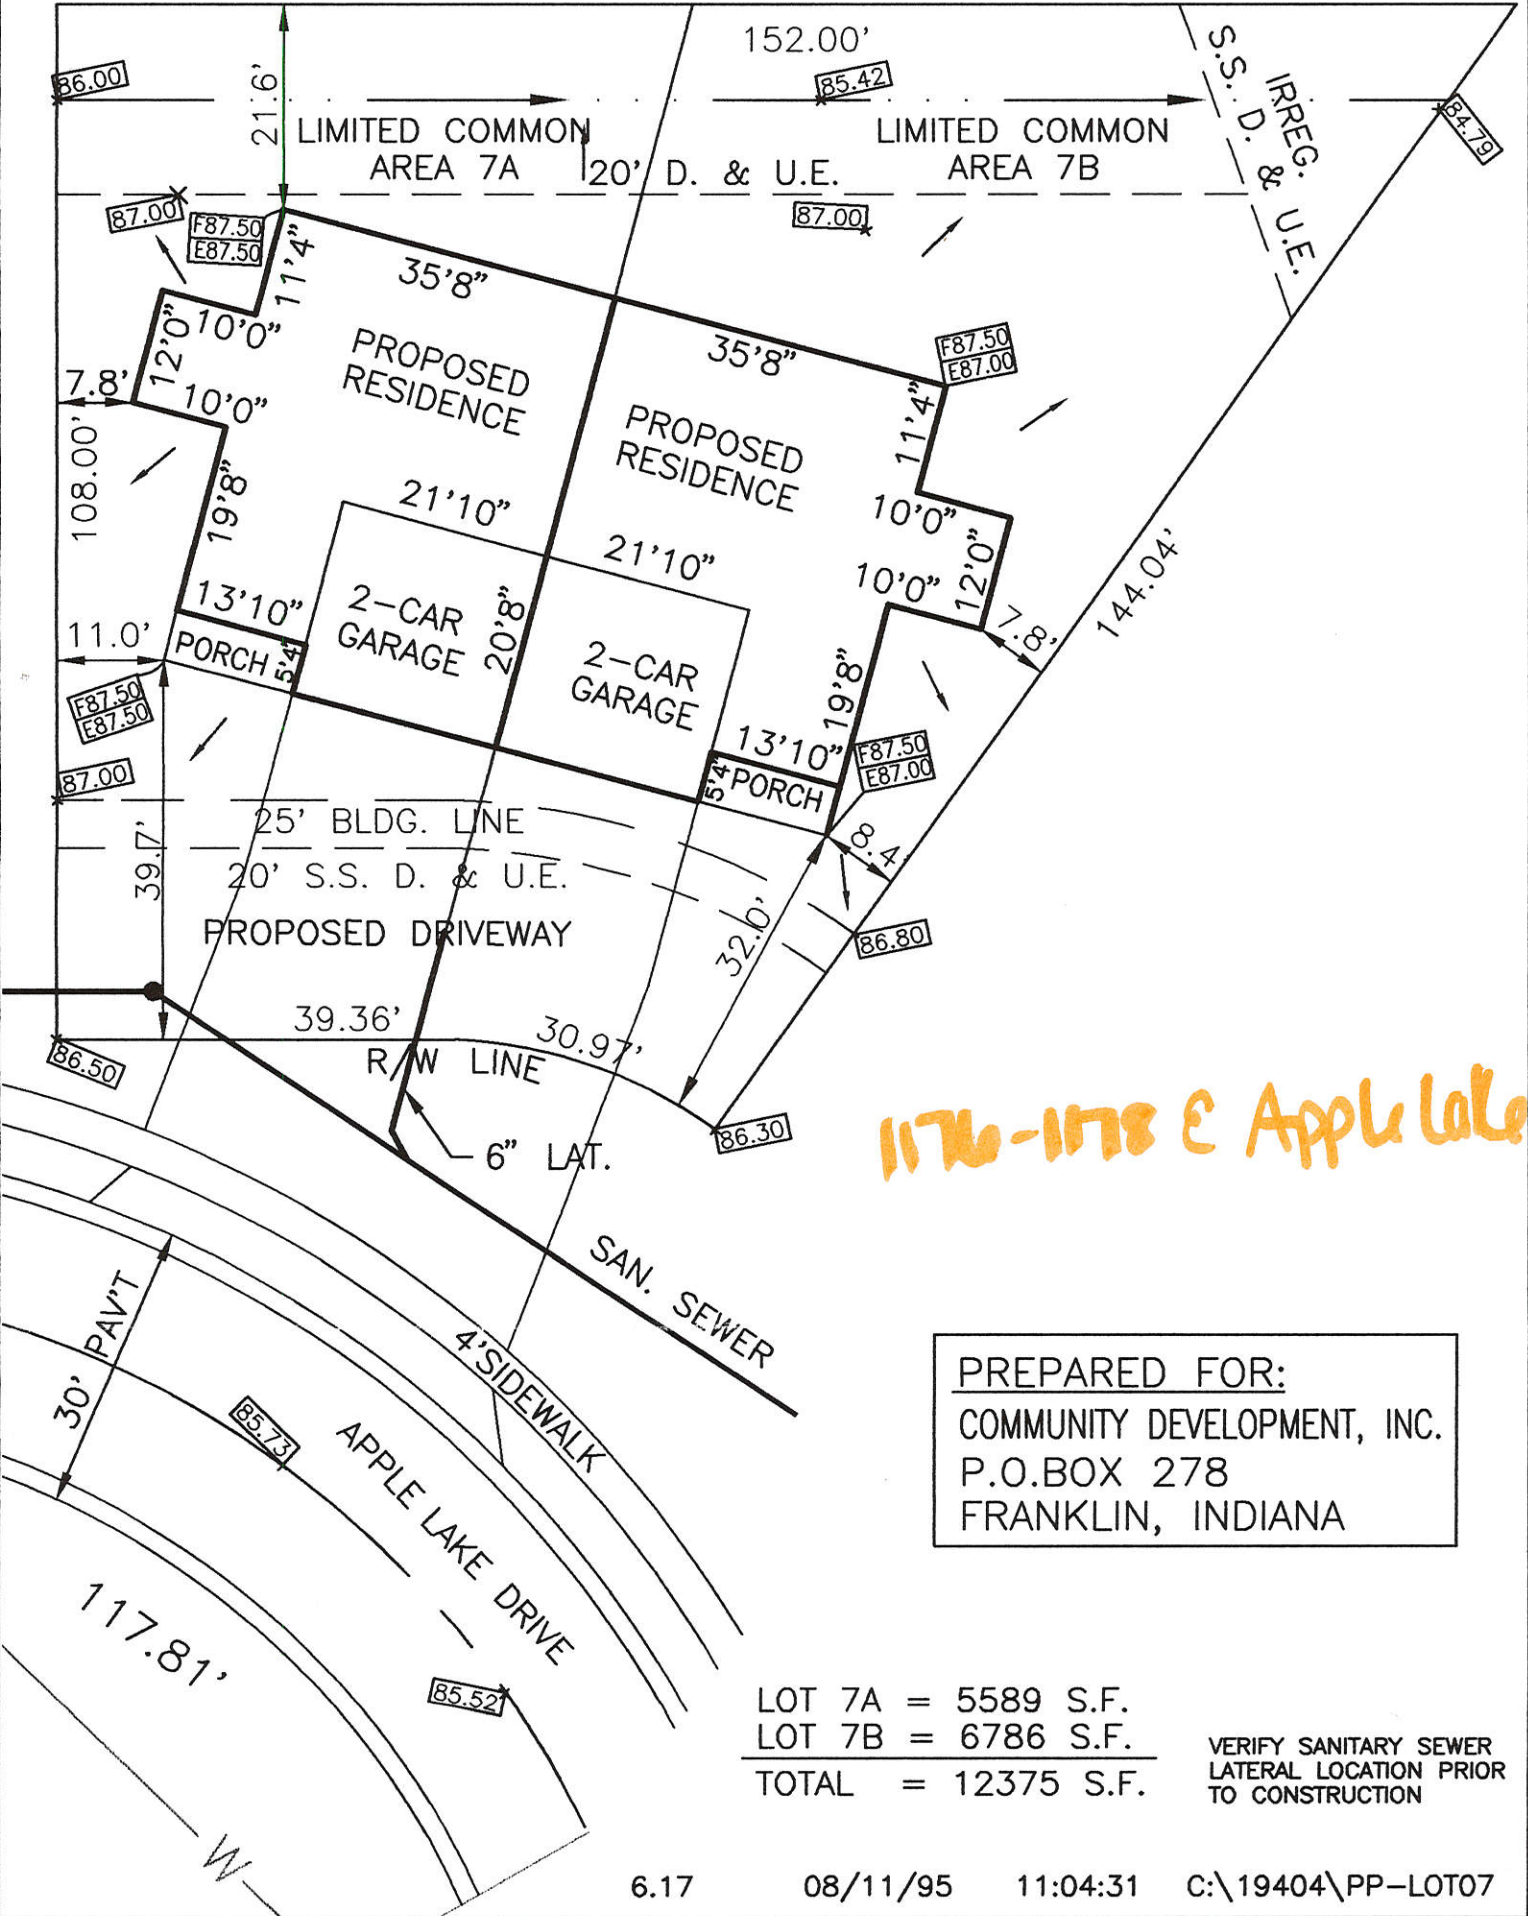 152.00'
86.00
21.6'
85.42
S.S. D. & U.E.
IRREG.
84.79
LIMITED COMMON
AREA 7A
LIMITED COMMON
AREA 7B
20' D. & U.E.
87.00
F87.50
E87.50
87.00
11'4"
35'8"
10'0"
12'0"
PROPOSED
RESIDENCE
35'8"
F87.50
E87.00
7.8'
10'0"
11'4"
PROPOSED
RESIDENCE
108.00'
19'8"
21'10"
10'0"
21'10"
10'0"
12'0"
144.04'
13'10"
2-CAR
GARAGE
20'8"
7.8'
11.0'
PORCH
5'4"
2-CAR
GARAGE
19'8"
F87.50
E87.50
13'10"
F87.50
E87.00
87.00
5'4"
PORCH
25' BLDG. LINE
8.4'
39.7'
20' S.S. D. & U.E.
PROPOSED DRIVEWAY
32.0'
86.80
39.36'
30.97'
R/W LINE
86.50
86.30
1176-1178 E Apple Lake
6" LAT.
SAN. SEWER
30' PAV'T
4'SIDEWALK
85.73
APPLE LAKE DRIVE
PREPARED FOR:
COMMUNITY DEVELOPMENT, INC.
P.O.BOX 278
FRANKLIN, INDIANA
117.81'
85.52
LOT 7A = 5589 S.F.
LOT 7B = 6786 S.F.
TOTAL = 12375 S.F.
VERIFY SANITARY SEWER
LATERAL LOCATION PRIOR
TO CONSTRUCTION
W
6.17 08/11/95 11:04:31 C:\19404\PP-LOT07